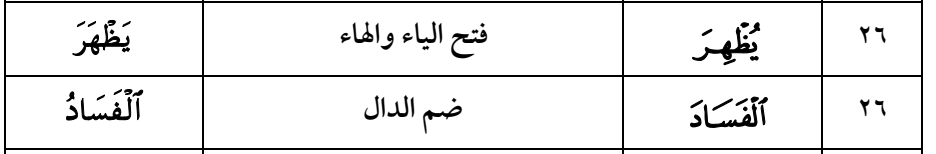 ٢٦ يُظۡهِرَ فتح الياء والهاء يَظۡهَرَ
٢٦ ٱلۡفَسَادَ ضم الدال ٱلۡفَسَادُ